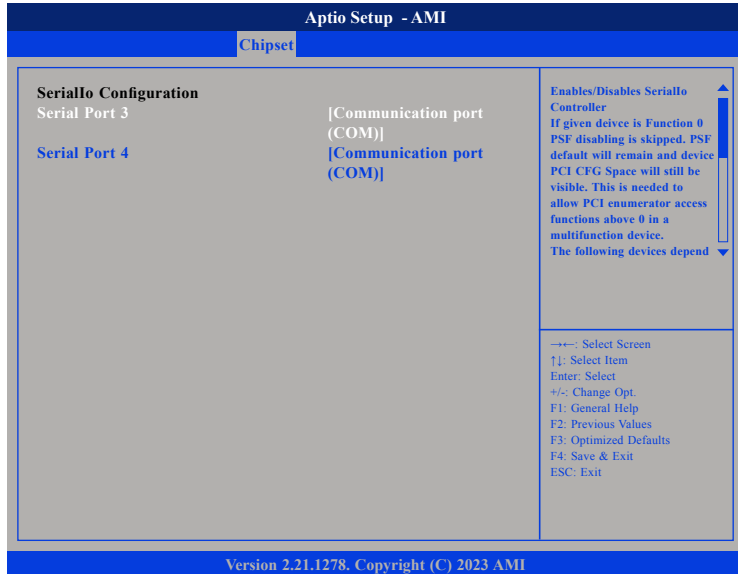 Aptio Setup - AMI
Chipset
SerialIo Configuration
Serial Port 3 [Communication port
(COM)]
Serial Port 4 [Communication port
(COM)]
Enables/Disables SerialIo
Controller
If given deivce is Function 0
PSF disabling is skipped. PSF
default will remain and device
PCI CFG Space will still be
visible. This is needed to
allow PCI enumerator access
functions above 0 in a
multifunction device.
The following devices depend
→←: Select Screen
↑↓: Select Item
Enter: Select
+/-: Change Opt.
F1: General Help
F2: Previous Values
F3: Optimized Defaults
F4: Save & Exit
ESC: Exit
Version 2.21.1278. Copyright (C) 2023 AMI